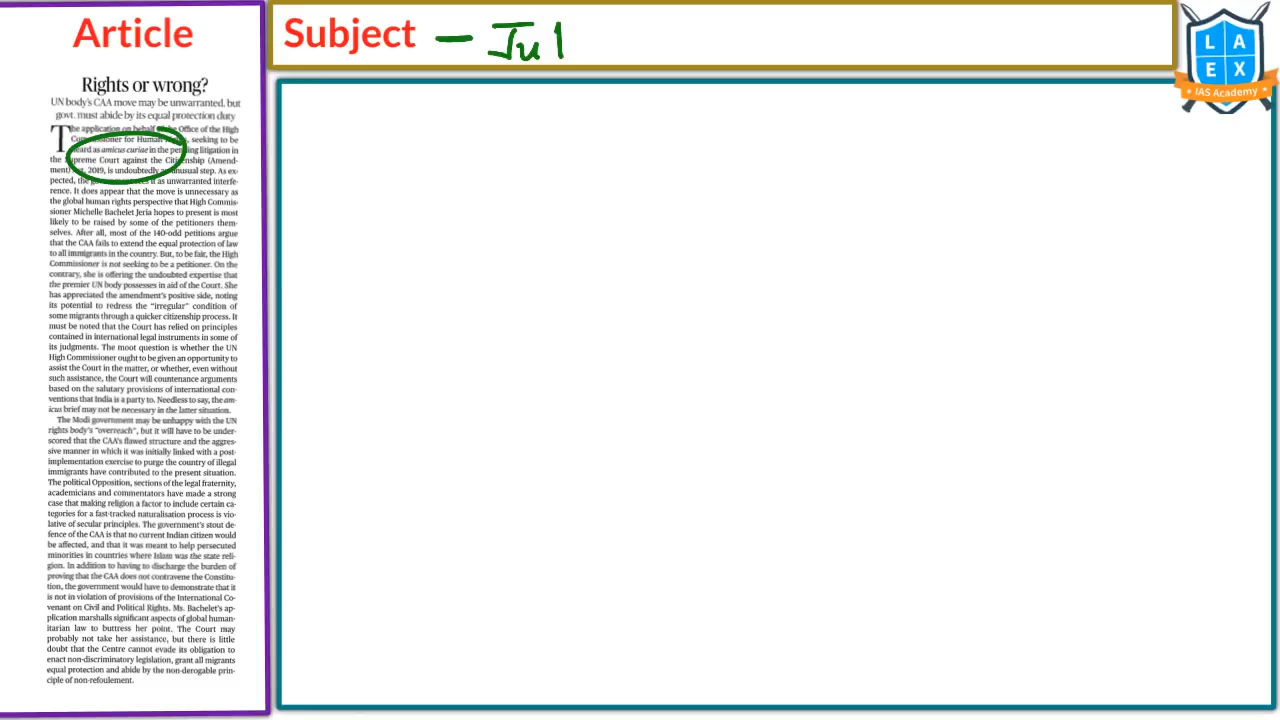 Article
Subject – Jul
L A
E X
IAS Academy
Rights or wrong?
UN body's CAA move may be unwarranted, but
govt. must abide by its equal protection duty
The application on behalf Office of the High
for Human seeking to be
heard as amicus curiae in the pending litigation in
the Supreme Court against the Citizenship (Amend-
ment) 2019, is undoubtedly unusual step. As ex-
pected, the it as unwarranted interfe-
rence. It does appear that the move is unnecessary as
the global human rights perspective that High Commis-
sioner Michelle Bachelet Jeria hopes to present is most
likely to be raised by some of the petitioners them-
selves. After all, most of the 140-odd petitions argue
that the CAA fails to extend the equal protection of law
to all immigrants in the country. But, to be fair, the High
Commissioner is not seeking to be a petitioner. On the
contrary, she is offering the undoubted expertise that
the premier UN body possesses in aid of the Court. She
has appreciated the amendment's positive side, noting
its potential to redress the "irregular" condition of
some migrants through a quicker citizenship process. It
must be noted that the Court has relied on principles
contained in international legal instruments in some of
its judgments. The moot question is whether the UN
High Commissioner ought to be given an opportunity to
assist the Court in the matter, or whether, even without
such assistance, the Court will countenance arguments
based on the salutary provisions of international con-
ventions that India is a party to. Needless to say, the am-
icus brief may not be necessary in the latter situation.
The Modi government may be unhappy with the UN
rights body's "overreach", but it will have to be under-
scored that the CAA's flawed structure and the aggres-
sive manner in which it was initially linked with a post-
implementation exercise to purge the country of illegal
immigrants have contributed to the present situation.
The political Opposition, sections of the legal fraternity,
academicians and commentators have made a strong
case that making religion a factor to include certain ca-
tegories for a fast-tracked naturalisation process is vio-
lative of secular principles. The government's stout de-
fence of the CAA is that no current Indian citizen would
be affected, and that it was meant to help persecuted
minorities in countries where Islam was the state reli-
gion. In addition to having to discharge the burden of
proving that the CAA does not contravene the Constitu-
tion, the government would have to demonstrate that it
is not in violation of provisions of the International Co-
venant on Civil and Political Rights. Ms. Bachelet's ap-
plication marshalls significant aspects of global human-
itarian law to buttress her point. The Court may
probably not take her assistance, but there is little
doubt that the Centre cannot evade its obligation to
enact non-discriminatory legislation, grant all migrants
equal protection and abide by the non-derogable prin-
ciple of non-refoulement.